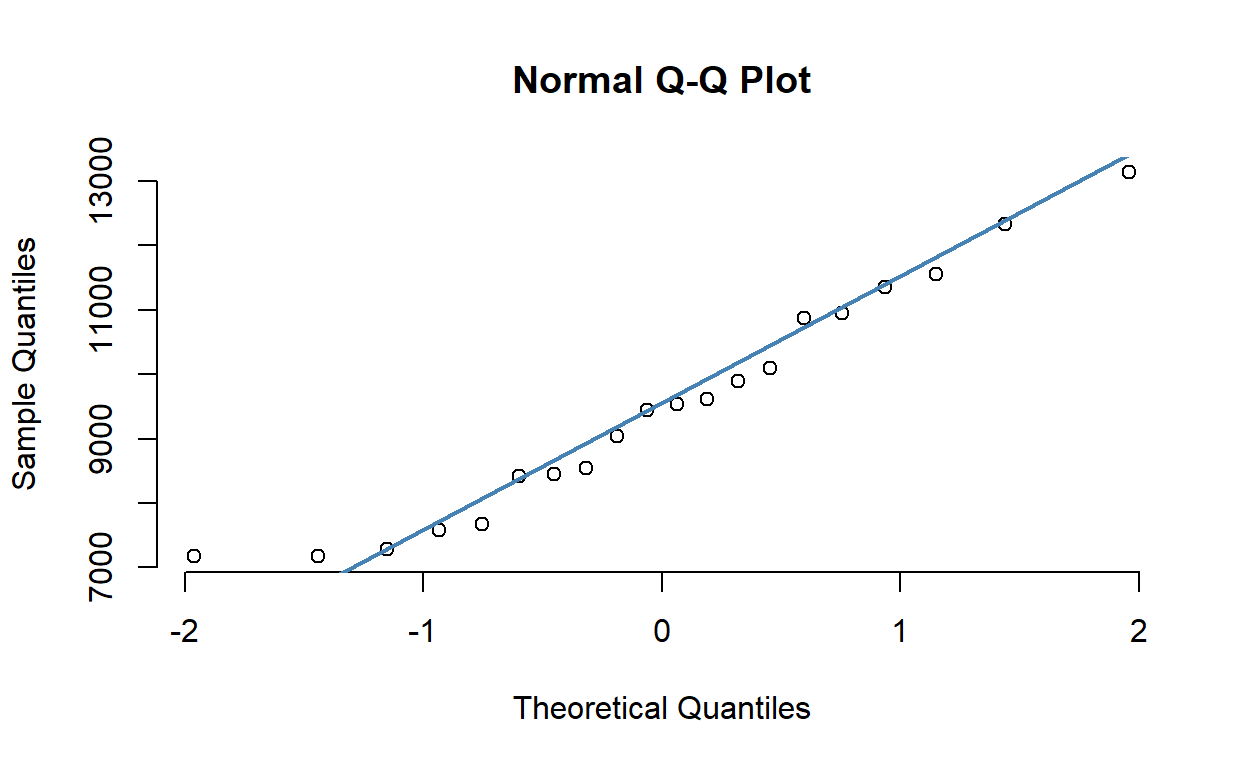 Normal Q-Q Plot
13000
11000
9000
7000
Sample Quantiles
-2 -1 0 1 2
Theoretical Quantiles